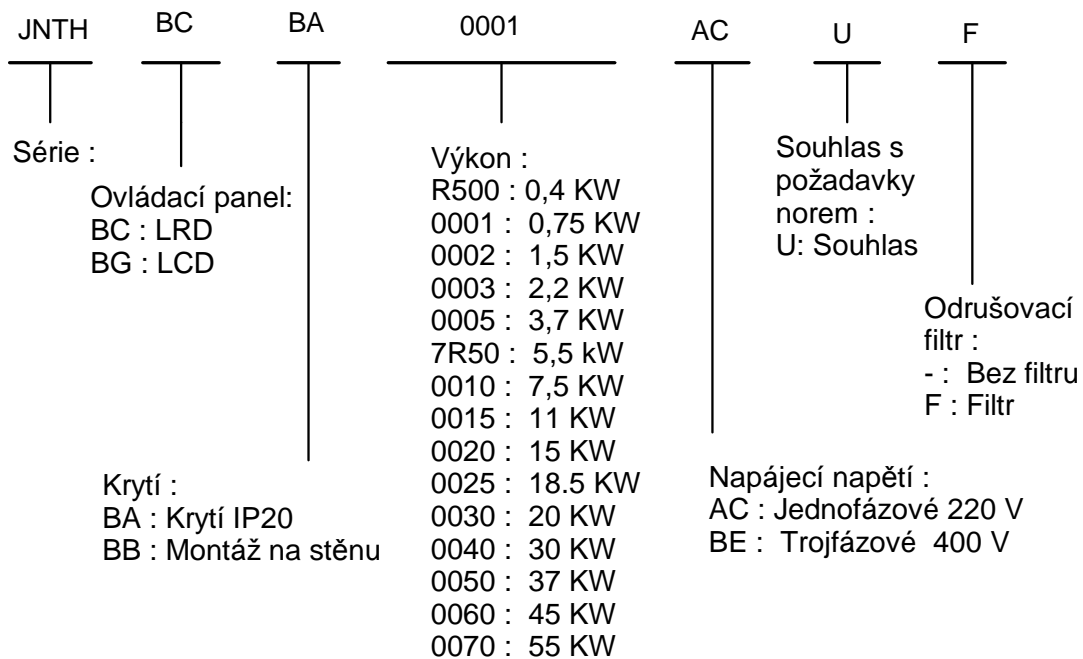 JNTH BC BA 0001 AC U F
Série :
Ovládací panel:
BC : LRD
BG : LCD
Krytí :
BA : Krytí IP20
BB : Montáž na stěnu
Výkon :
R500 : 0,4 KW
0001 : 0,75 KW
0002 : 1,5 KW
0003 : 2,2 KW
0005 : 3,7 KW
7R50 : 5,5 kW
0010 : 7,5 KW
0015 : 11 KW
0020 : 15 KW
0025 : 18.5 KW
0030 : 20 KW
0040 : 30 KW
0050 : 37 KW
0060 : 45 KW
0070 : 55 KW
Napájecí napětí :
AC : Jednofázové 220 V
BE : Trojfázové 400 V
Souhlas s
požadavky
norem :
U: Souhlas
Odrušovací
filtr :
- : Bez filtru
F : Filtr